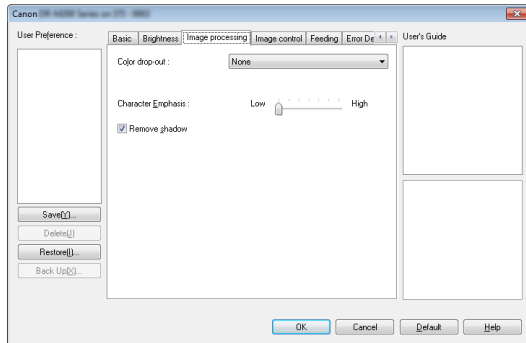 Canon
User Preference :
Basic Brightness Image processing Image control Feeding Error De
User's Guide
Color drop-out : None
Character Emphasis : Low High
Remove shadow
Save(Y)...
Delete(J)
Restore(I)...
Back Up(X)...
OK Cancel Default Help